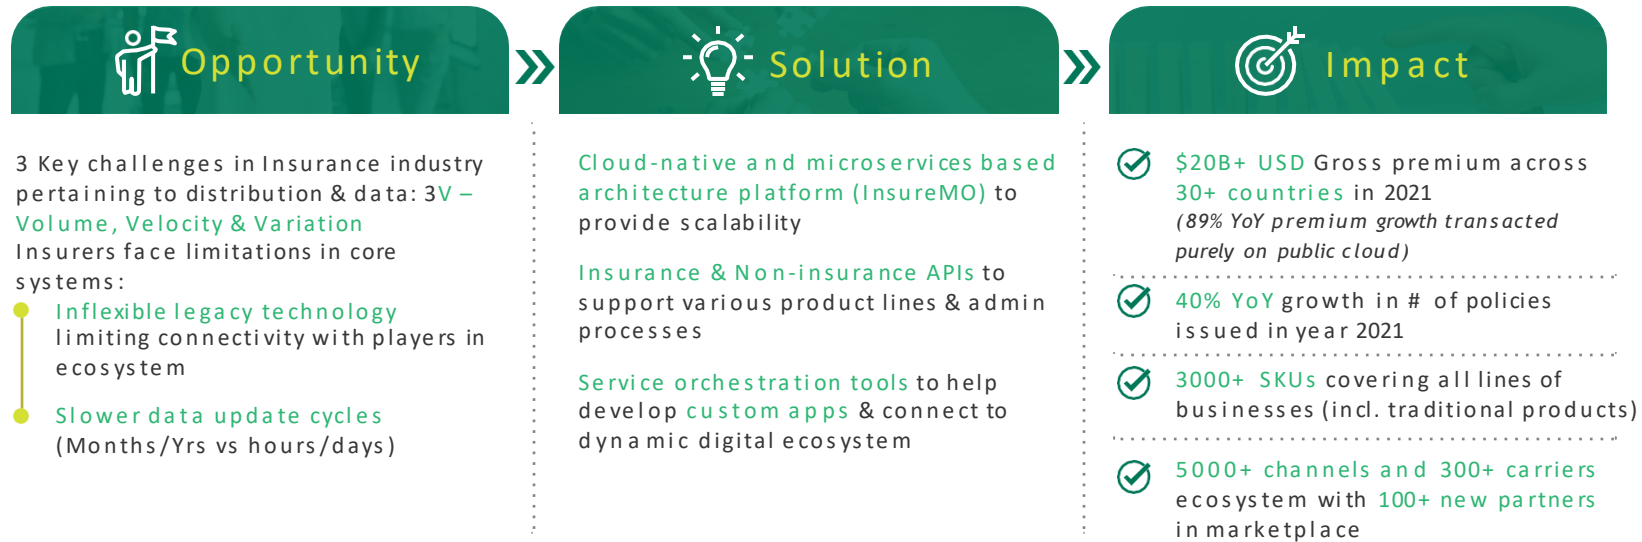 Opportunity
3 Key challenges in Insurance industry
pertaining to distribution & data: 3V –
Volume, Velocity & Variation
Insurers face limitations in core
systems:
Inflexible legacy technology
limiting connectivity with players in
ecosystem
Slower data update cycles
(Months/Yrs vs hours/days)
Solution
Cloud-native and microservices based
architecture platform (InsureMO) to
provide scalability
Insurance & Non-insurance APIs to
support various product lines & admin
processes
Service orchestration tools to help
develop custom apps & connect to
dynamic digital ecosystem
Impact
$20B+ USD Gross premium across
30+ countries in 2021
(89% YoY premium growth transacted
purely on public cloud)
40% YoY growth in # of policies
issued in year 2021
3000+ SKUs covering all lines of
businesses (incl. traditional products)
5000+ channels and 300+ carriers
ecosystem with 100+ new partners
in marketplace